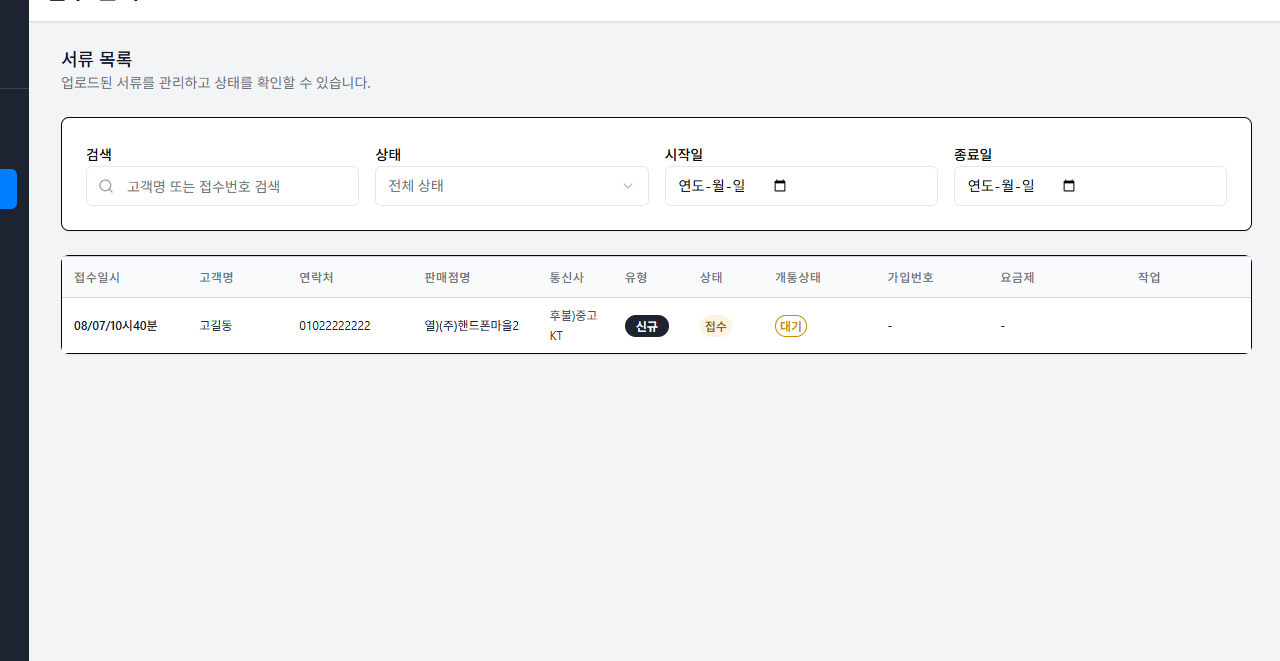 서류 목록
업로드된 서류를 관리하고 상태를 확인할 수 있습니다.
검색 상태 시작일 종료일
고객명 또는 접수번호 검색 전체 상태 연도-월-일 연도-월-일
접수일시 고객명 연락처 판매점명 통신사 유형 상태 개통상태 가입번호 요금제 작업
08/07/10시40분 고길동 01022222222 열)(주)핸드폰마을2 후불)중고KT 신규 접수 대기 - -